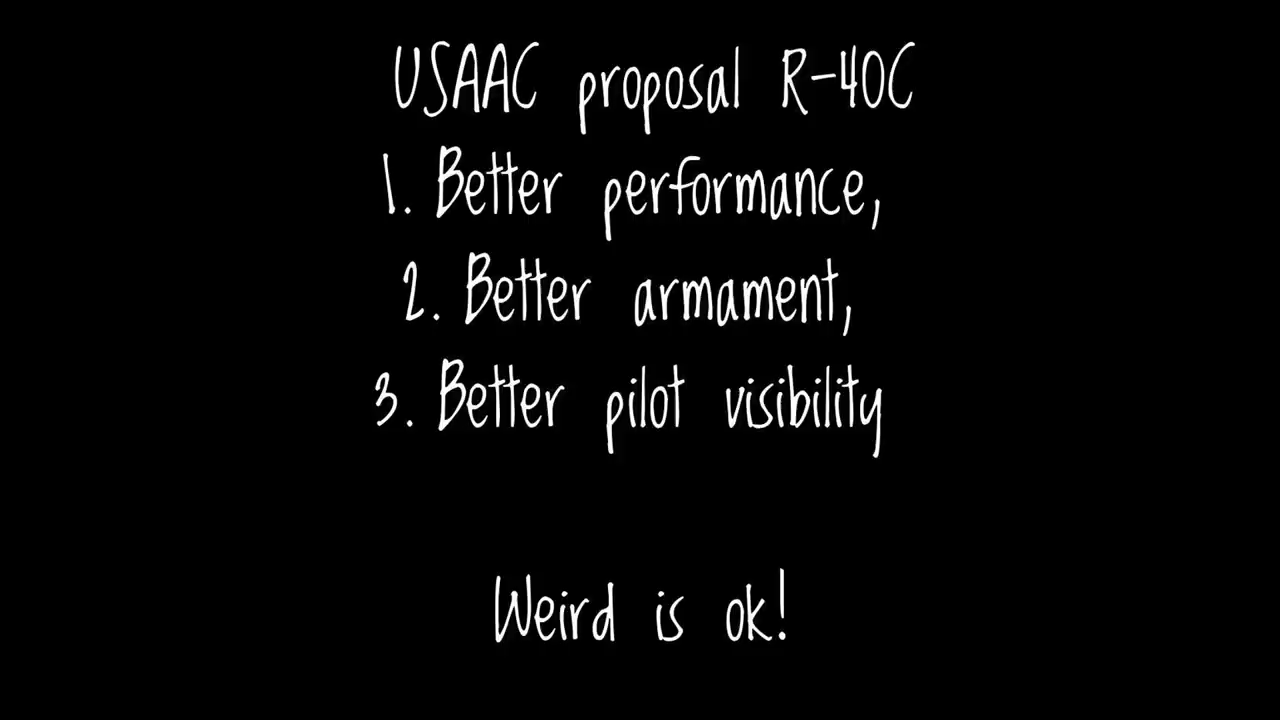 USAAC proposal R-40C
1. Better performance,
2. Better armament,
3. Better pilot visibility
Weird is ok!